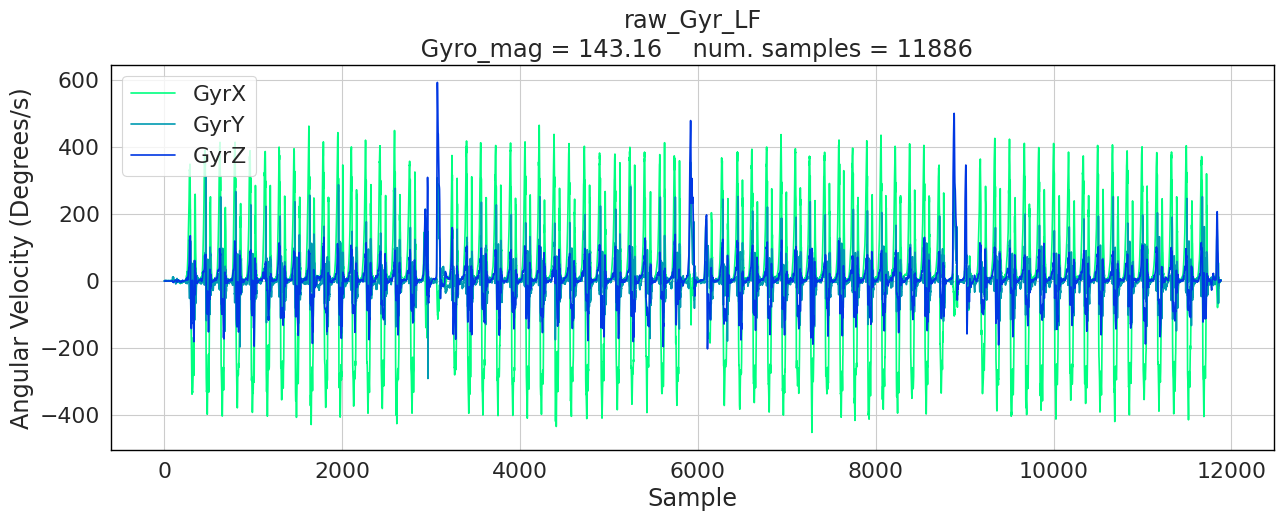 raw_Gyr_LF
Gyro_mag = 143.16    num. samples = 11886
Angular Velocity (Degrees/s)
600
400
200
0
−200
−400
GyrX
GyrY
GyrZ
0
2000
4000
6000
8000
10000
12000
Sample